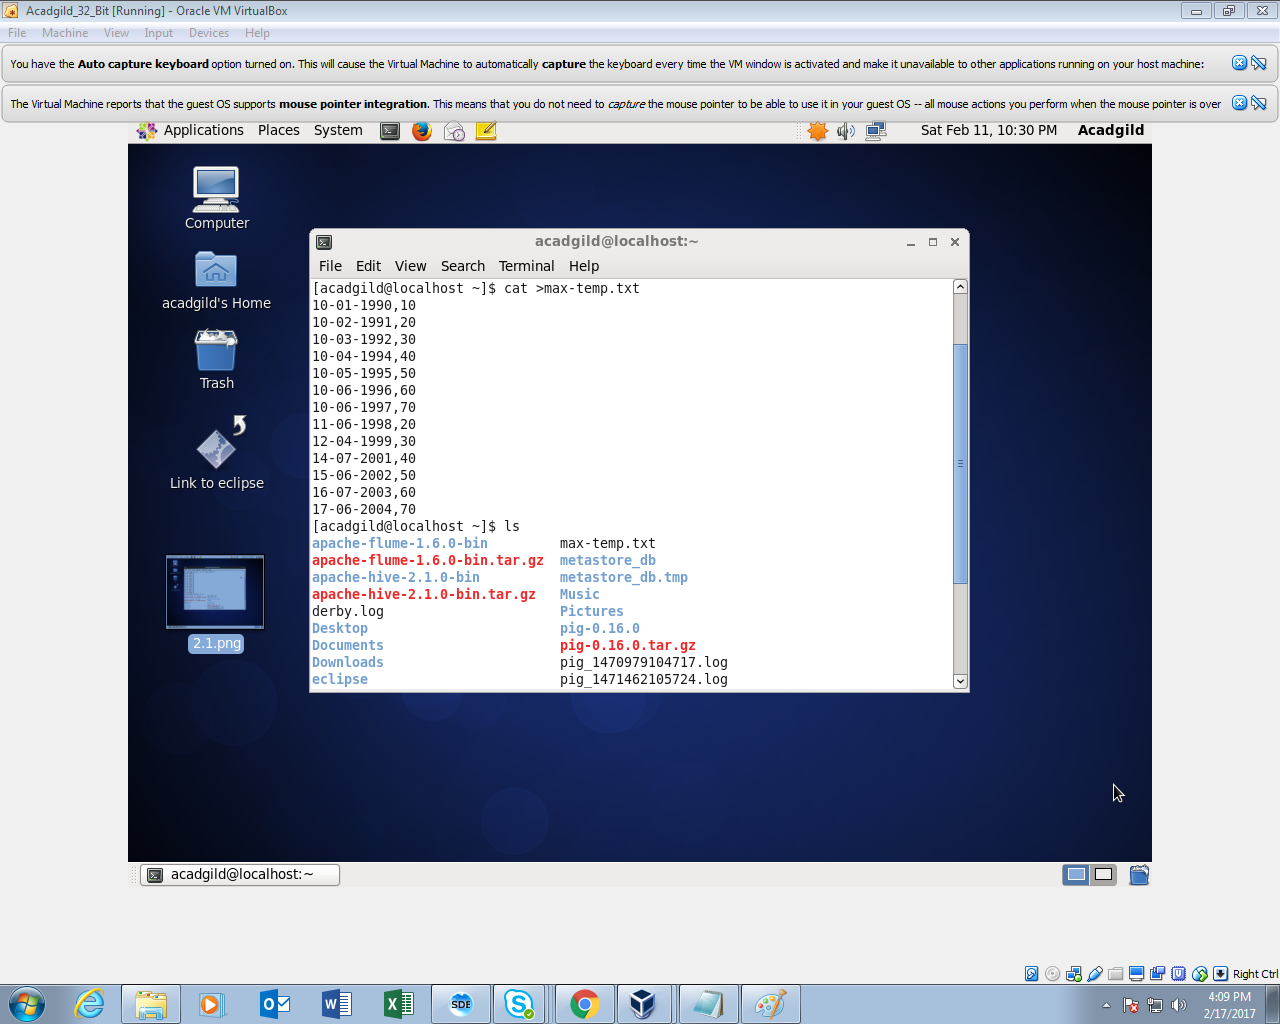 Acadgild_32_Bit [Running] - Oracle VM VirtualBox
File Machine View Input Devices Help
You have the Auto capture keyboard option turned on. This will cause the Virtual Machine to automatically capture the keyboard every time the VM window is activated and make it unavailable to other applications running on your host machine:
The Virtual Machine reports that the guest OS supports mouse pointer integration. This means that you do not need to capture the mouse pointer to be able to use it in your guest OS -- all mouse actions you perform when the mouse pointer is over
Applications Places System Sat Feb 11, 10:30 PM Acadgild
Computer
acadgild's Home
Trash
Link to eclipse
2.1.png
acadgild@localhost:~
File Edit View Search Terminal Help
[acadgild@localhost ~]$ cat >max-temp.txt
10-01-1990,10
10-02-1991,20
10-03-1992,30
10-04-1994,40
10-05-1995,50
10-06-1996,60
10-06-1997,70
11-06-1998,20
12-04-1999,30
14-07-2001,40
15-06-2002,50
16-07-2003,60
17-06-2004,70
[acadgild@localhost ~]$ ls
apache-flume-1.6.0-bin max-temp.txt
apache-flume-1.6.0-bin.tar.gz metastore_db
apache-hive-2.1.0-bin metastore_db.tmp
apache-hive-2.1.0-bin.tar.gz Music
derby.log Pictures
Desktop pig-0.16.0
Documents pig-0.16.0.tar.gz
Downloads pig_1470979104717.log
eclipse pig_1471462105724.log
acadgild@localhost:~
Right Ctrl
SDE
4:09 PM
2/17/2017